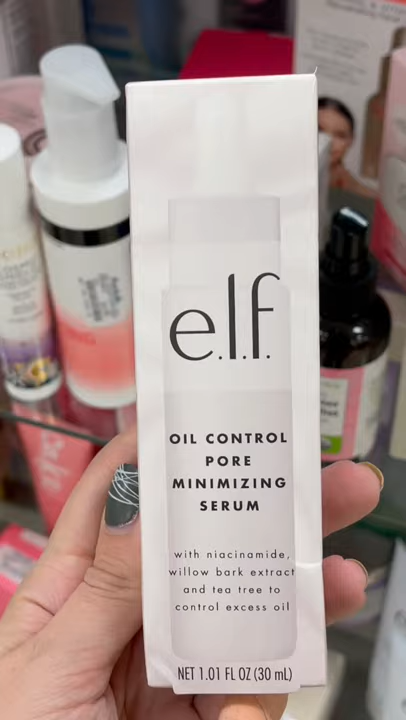 e.l.f.
OIL CONTROL
PORE
MINIMIZING
SERUM
with niacinamide,
willow bark extract
and tea tree to
control excess oil
NET 1.01 FL OZ (30 mL)